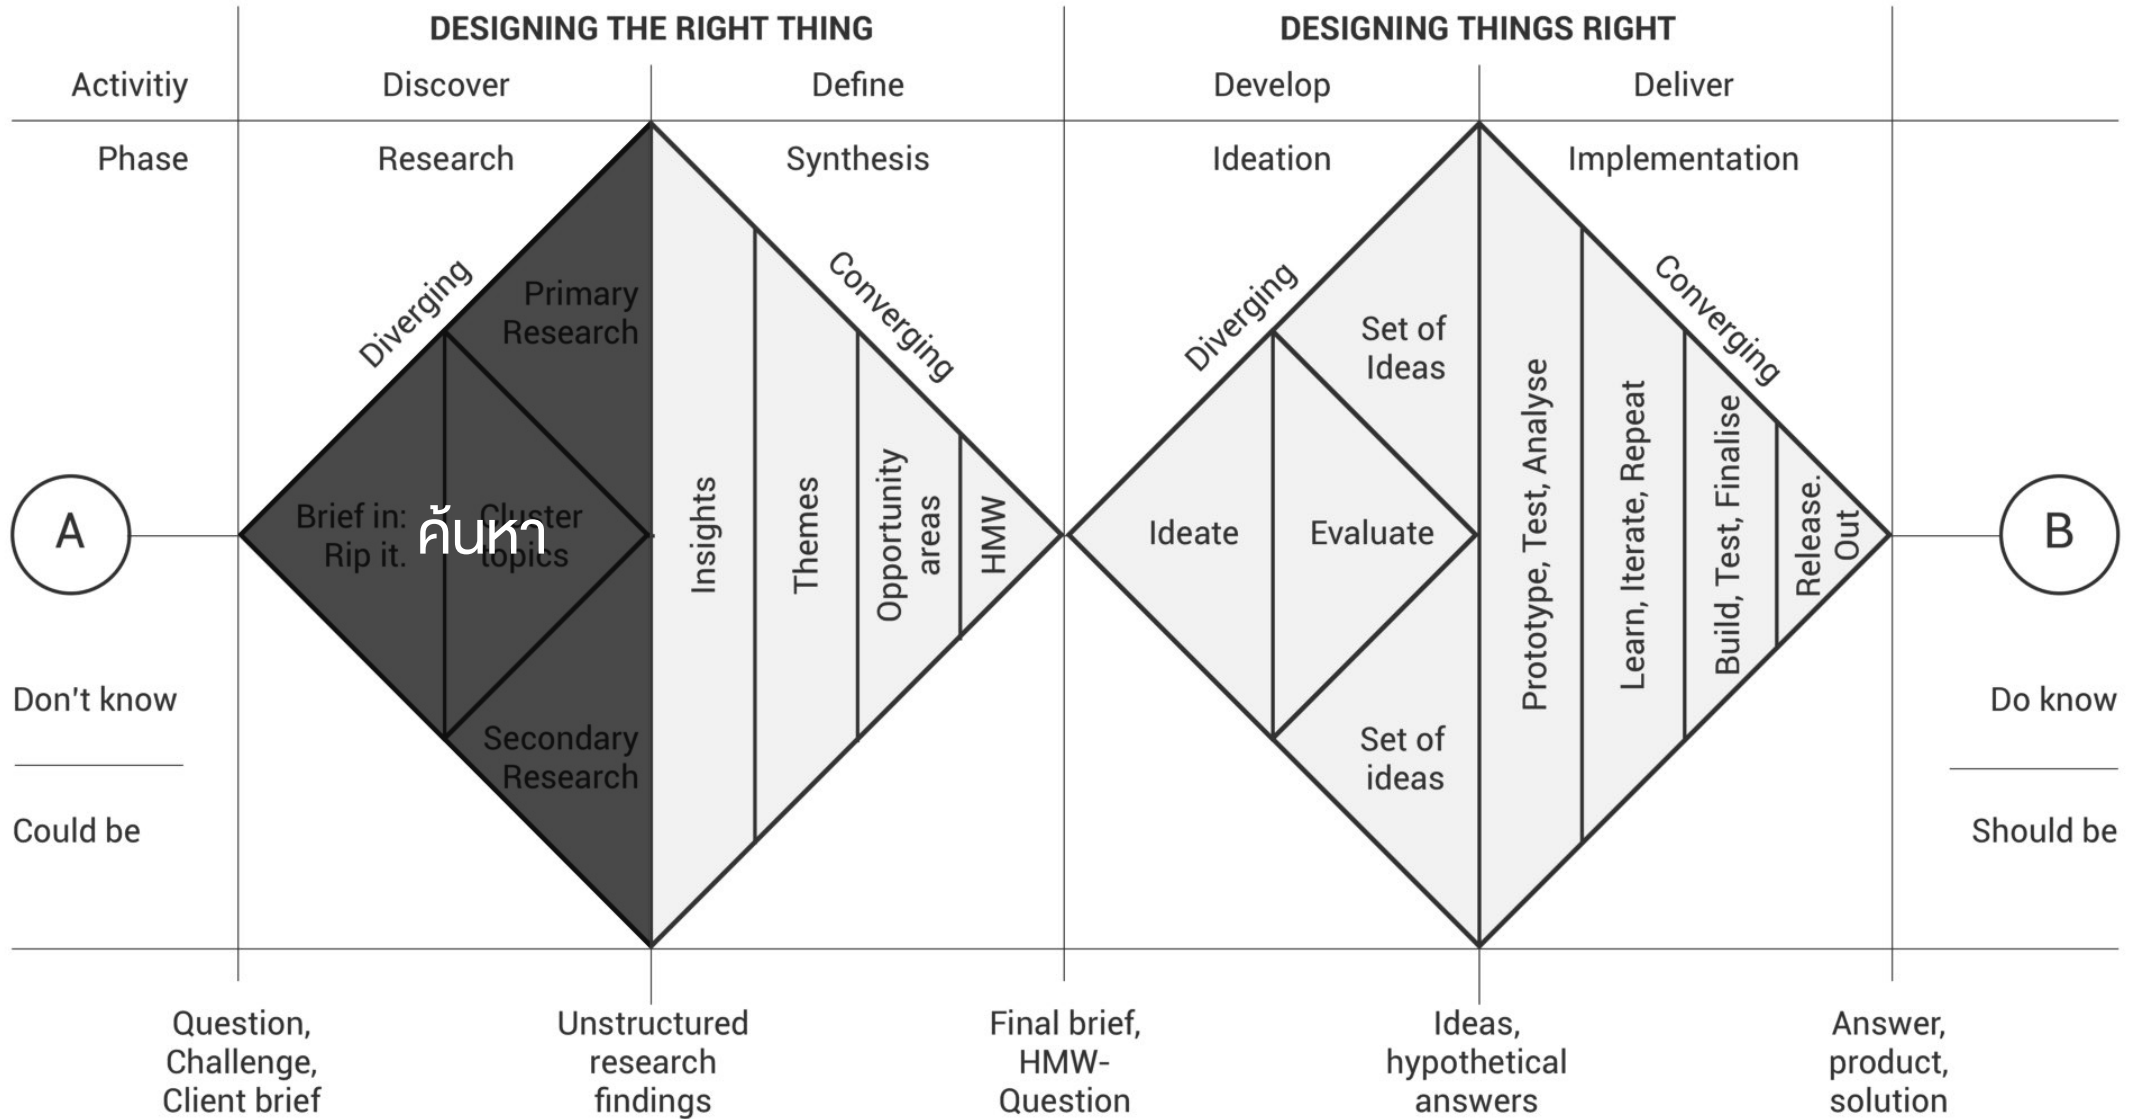 DESIGNING THE RIGHT THING
DESIGNING THINGS RIGHT
Activitiy
Discover
Define
Develop
Deliver
Phase
Research
Synthesis
Ideation
Implementation
Diverging
Converging
Diverging
Converging
Primary
Research
Brief in:
Rip it.
Cluster
topics
ค้นหา
Secondary
Research
Insights
Themes
Opportunity
areas
HMW
Set of
Ideas
Ideate
Evaluate
Set of
ideas
Prototype, Test, Analyse
Learn, Iterate, Repeat
Build, Test, Finalise
Release.
Out
A
B
Don't know
Could be
Do know
Should be
Question,
Challenge,
Client brief
Unstructured
research
findings
Final brief,
HMW-
Question
Ideas,
hypothetical
answers
Answer,
product,
solution